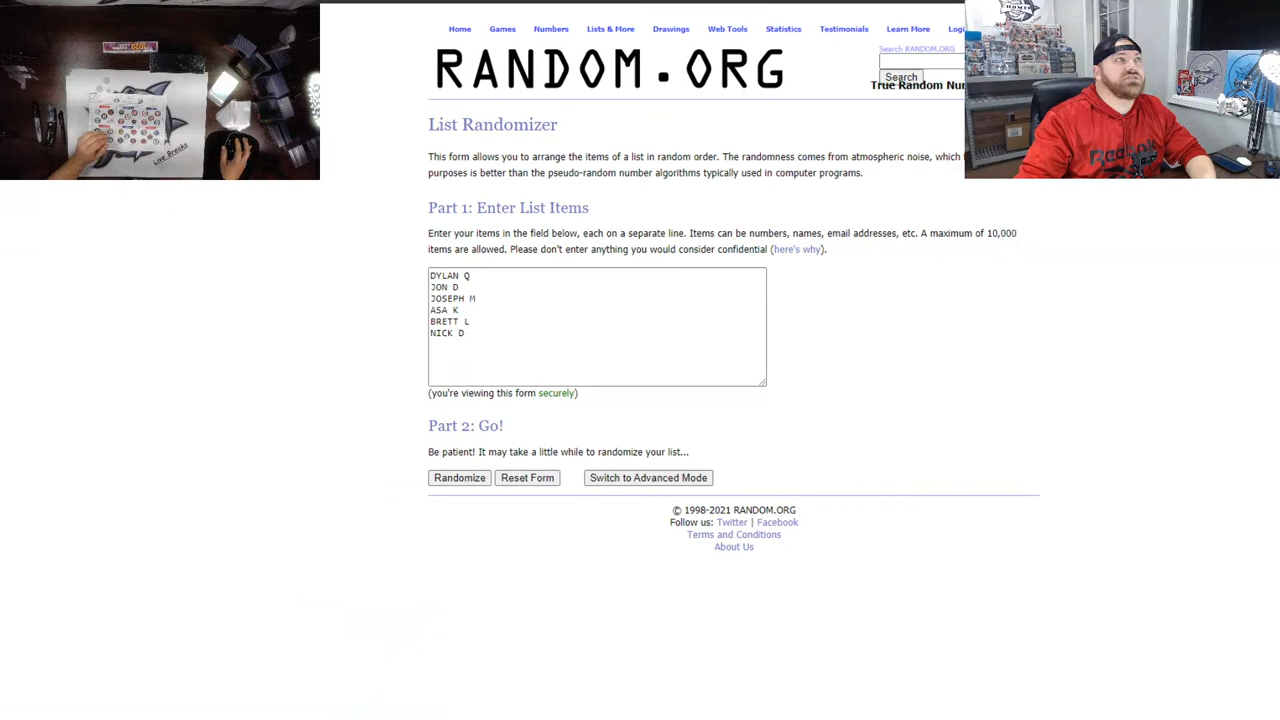 Home Games Numbers Lists & More Drawings Web Tools Statistics Testimonials Learn More
RANDOM.ORG
Search RANDOM.ORG
Search
True Random
List Randomizer
This form allows you to arrange the items of a list in random order. The randomness comes from atmospheric noise, which
purposes is better than the pseudo-random number algorithms typically used in computer programs.
Part 1: Enter List Items
Enter your items in the field below, each on a separate line. Items can be numbers, names, email addresses, etc. A maximum of 10,000
items are allowed. Please don't enter anything you would consider confidential (here's why).
DYLAN Q
JON D
JOSEPH M
ASA K
BRETT L
NICK D
(you're viewing this form securely)
Part 2: Go!
Be patient! It may take a little while to randomize your list...
Randomize Reset Form Switch to Advanced Mode
© 1998-2021 RANDOM.ORG
Follow us: Twitter | Facebook
Terms and Conditions
About Us
Live Breaks
Reebok